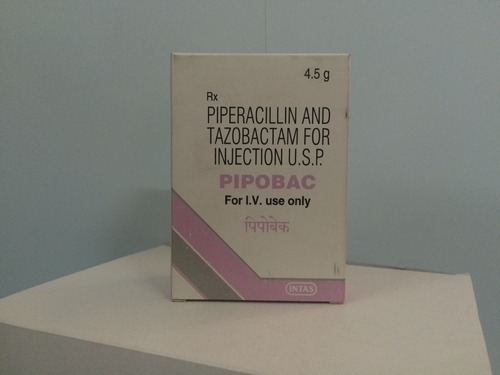 4.5 g
Rx
PIPERACILLIN AND
TAZOBACTAM FOR
INJECTION U.S.P.
PIPOBAC
For I.V. use only
पिपोबेक
INTAS